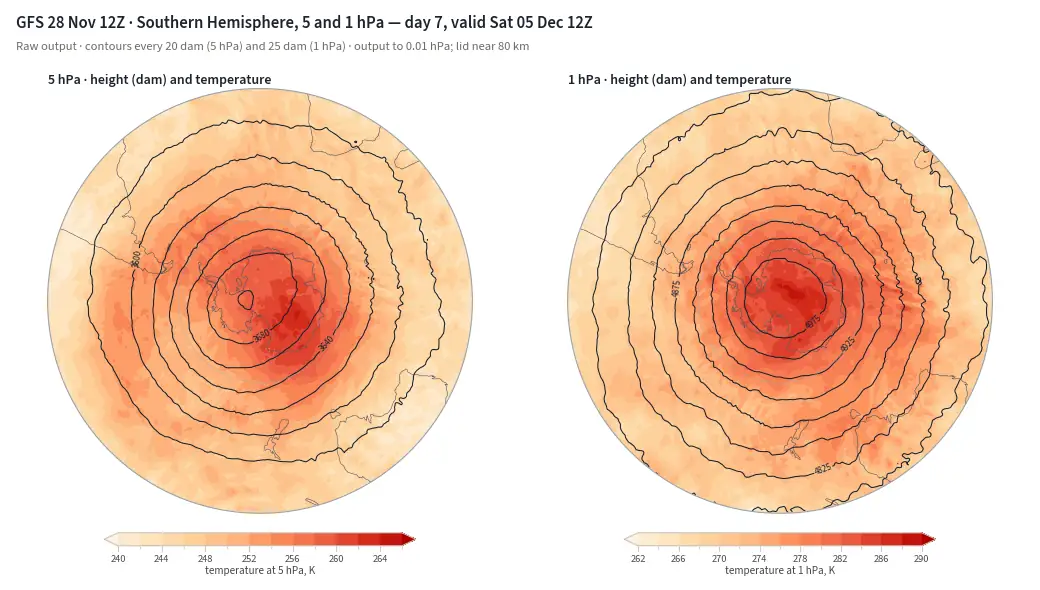 GFS 28 Nov 12Z · Southern Hemisphere, 5 and 1 hPa — day 7, valid Sat 05 Dec 12Z
Raw output · contours every 20 dam (5 hPa) and 25 dam (1 hPa) · output to 0.01 hPa; lid near 80 km
5 hPa · height (dam) and temperature
1 hPa · height (dam) and temperature
3600
3680
3640
4875
4975
4925
4825
240 244 248 252 256 260 264
temperature at 5 hPa, K
262 266 270 274 278 282 286 290
temperature at 1 hPa, K